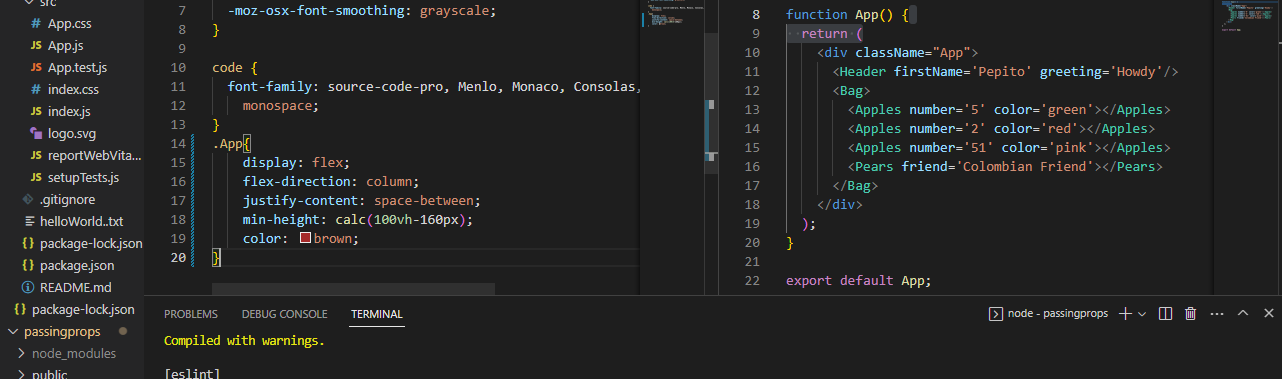 src
App.css
JS App.js
JS App.test.js
# index.css
JS index.js
logo.svg
JS reportWebVita...
JS setupTests.js
.gitignore
helloWorld..txt
{} package-lock.json
{} package.json
README.md
{} package-lock.json
passingprops
node_modules
public
7 -moz-osx-font-smoothing: grayscale;
8 }
9
10 code {
11 font-family: source-code-pro, Menlo, Monaco, Consolas,
12 monospace;
13 }
14 .App{
15 display: flex;
16 flex-direction: column;
17 justify-content: space-between;
18 min-height: calc(100vh-160px);
19 color: brown;
20 }
8 function App() {
9 return (
10 <div className="App">
11 <Header firstName='Pepito' greeting='Howdy'/>
12 <Bag>
13 <Apples number='5' color='green'></Apples>
14 <Apples number='2' color='red'></Apples>
15 <Apples number='51' color='pink'></Apples>
16 <Pears friend='Colombian Friend'></Pears>
17 </Bag>
18 </div>
19 );
20 }
21
22 export default App;
PROBLEMS DEBUG CONSOLE TERMINAL node - passingprops
Compiled with warnings.
[eslint]